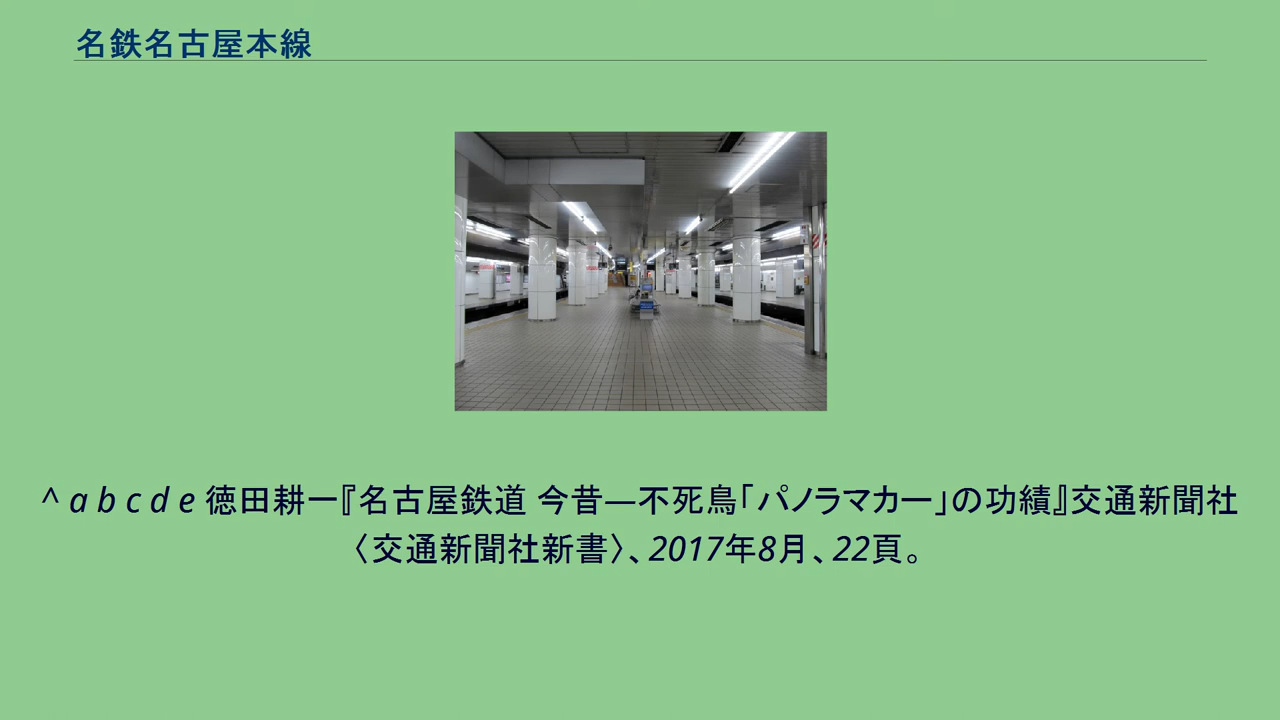 名鉄名古屋本線
^ a b c d e 徳田耕一『名古屋鉄道 今昔―不死鳥「パノラマカー」の功績』交通新聞社
〈交通新聞社新書〉、2017年8月、22頁。